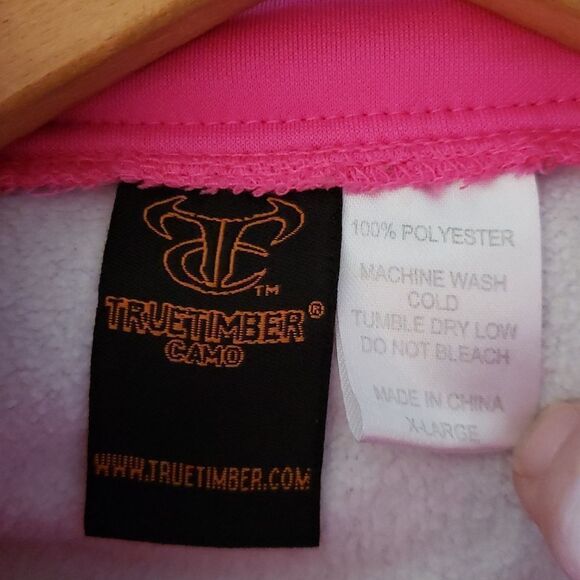 TM
TRUETIMBER®
CAMO
WWW.TRUETIMBER.COM
100% POLYESTER
MACHINE WASH
COLD
TUMBLE DRY LOW
DO NOT BLEACH
MADE IN CHINA
X-LARGE